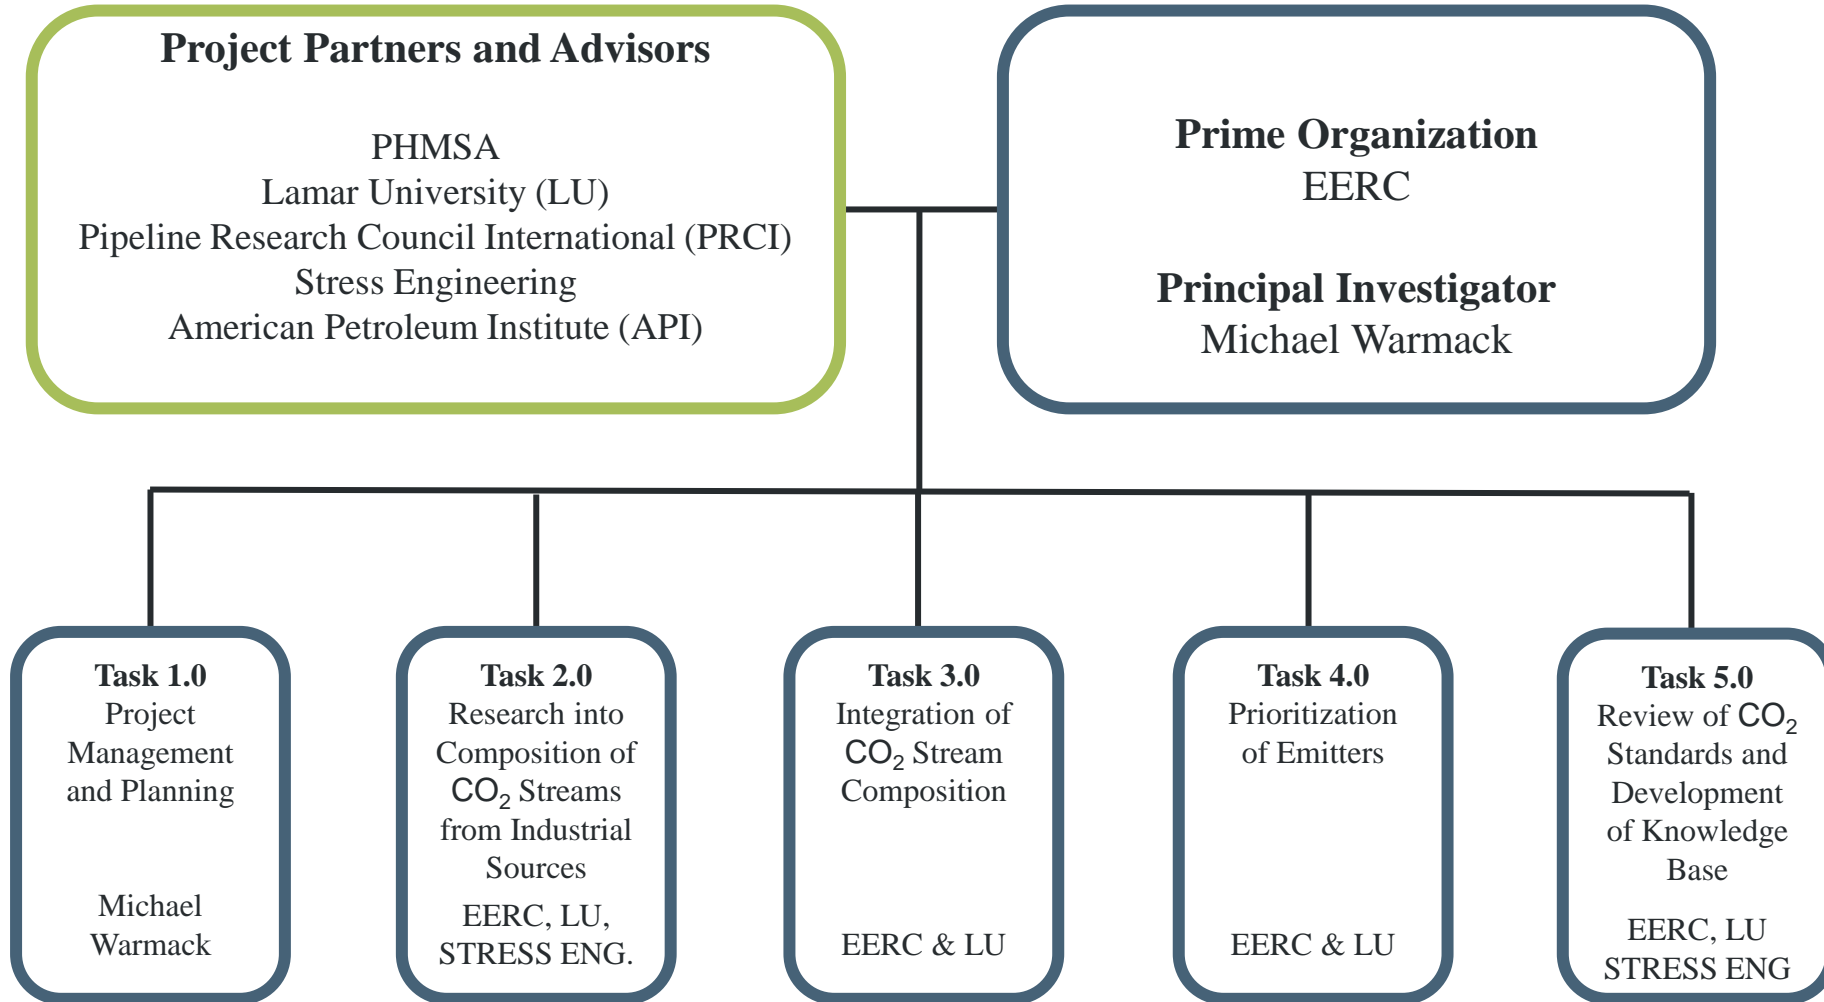 Project Partners and Advisors
PHMSA
Lamar University (LU)
Pipeline Research Council International (PRCI)
Stress Engineering
American Petroleum Institute (API)
Prime Organization
EERC
Principal Investigator
Michael Warmack
Task 1.0
Project
Management
and Planning
Michael
Warmack
Task 2.0
Research into
Composition of
CO₂ Streams
from Industrial
Sources
EERC, LU,
STRESS ENG.
Task 3.0
Integration of
CO₂ Stream
Composition
EERC & LU
Task 4.0
Prioritization
of Emitters
EERC & LU
Task 5.0
Review of CO₂
Standards and
Development
of Knowledge
Base
EERC, LU
STRESS ENG